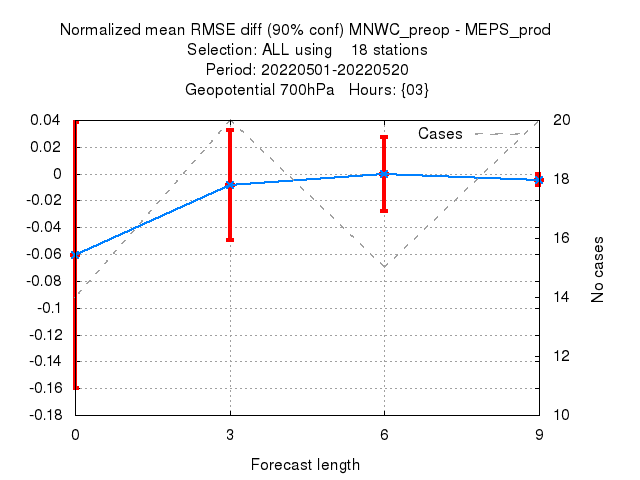 Normalized mean RMSE diff (90% conf) MNWC_preop - MEPS_prod
Selection: ALL using    18 stations
Period: 20220501-20220520
Geopotential 700hPa   Hours: {03}
Cases
0.04
0.02
0
-0.02
-0.04
-0.06
-0.08
-0.1
-0.12
-0.14
-0.16
-0.18
20
18
16
14
12
10
No cases
0 3 6 9
Forecast length